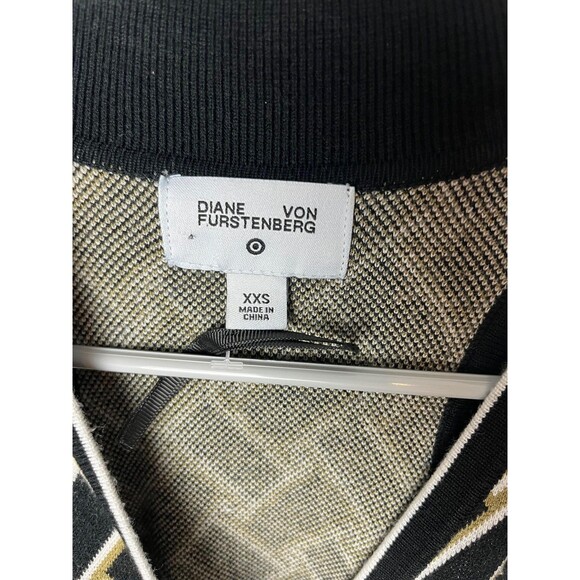 DIANE VON
FURSTENBERG
XXS
MADE IN
CHINA